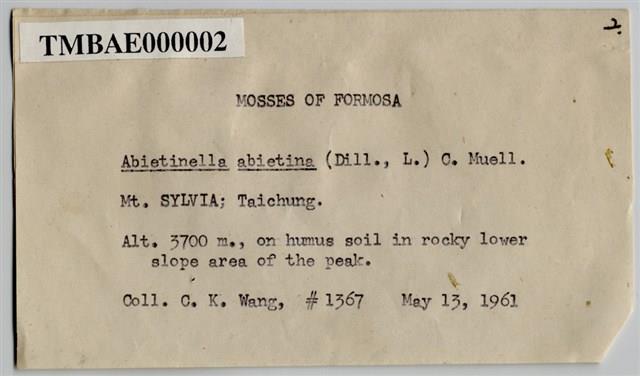 2.
TMBAE000002
MOSSES OF FORMOSA
Abietinella abietina (Dill., L.) C. Muell.
Mt. SYLVIA; Taichung.
Alt. 3700 m., on humus soil in rocky lower
slope area of the peak.
Coll. C. K. Wang, #1367 May 13, 1961